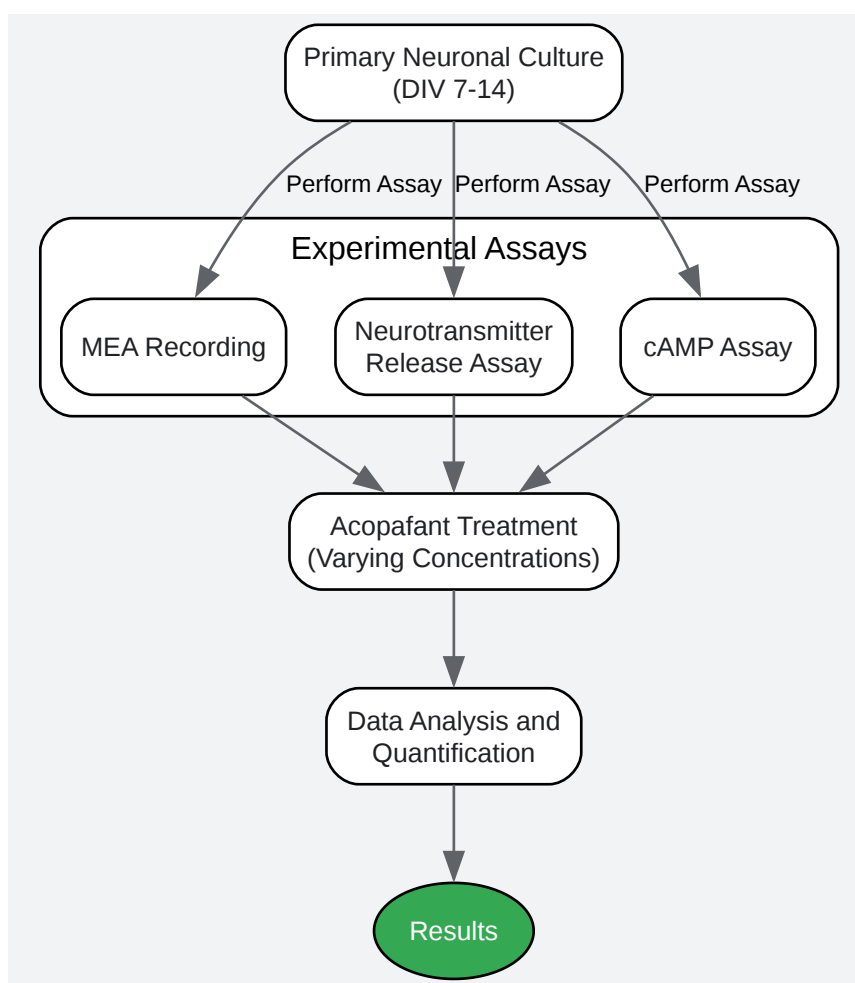 Primary Neuronal Culture
(DIV 7-14)
Perform Assay
Perform Assay
Perform Assay
Experimental Assays
MEA Recording
Neurotransmitter
Release Assay
cAMP Assay
Acopafant Treatment
(Varying Concentrations)
Data Analysis and
Quantification
Results